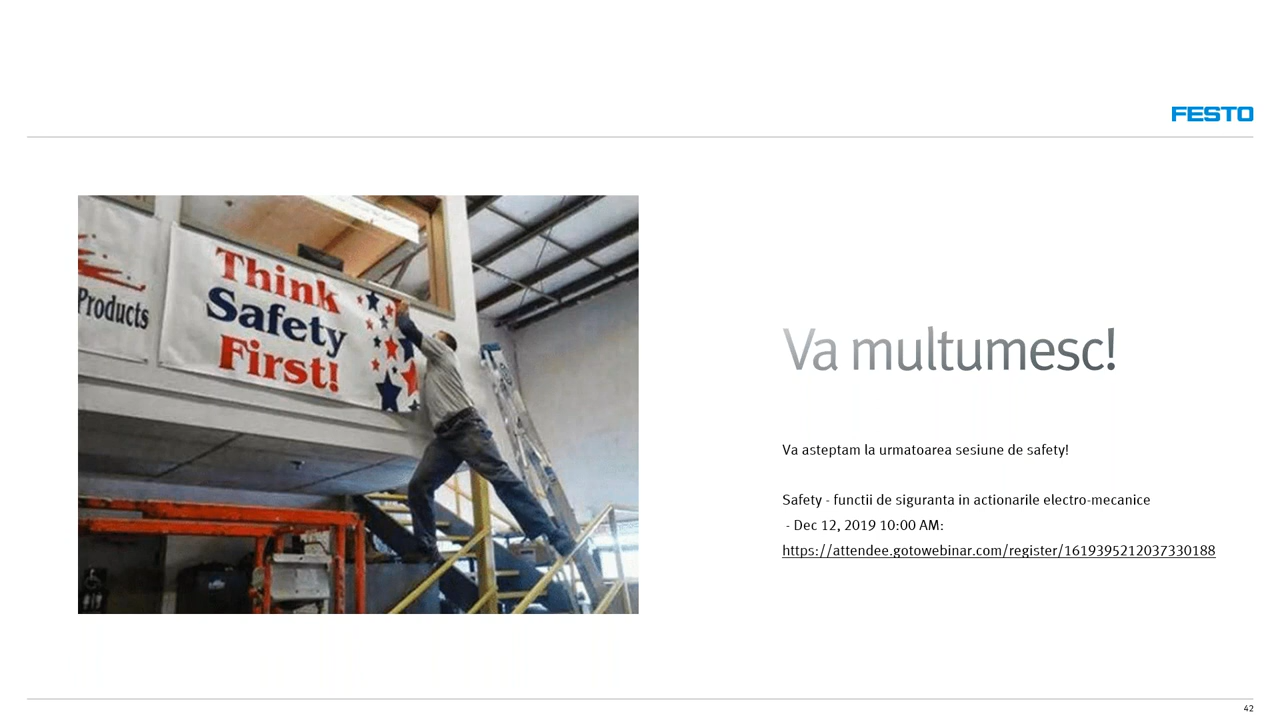 FESTO
Products
Think
Safety
First!
Va multumesc!
Va asteptam la urmatoarea sesiune de safety!
Safety - functii de siguranta in actionarile electro-mecanice
- Dec 12, 2019 10:00 AM:
https://attendee.gotowebinar.com/register/1619395212037330188
42